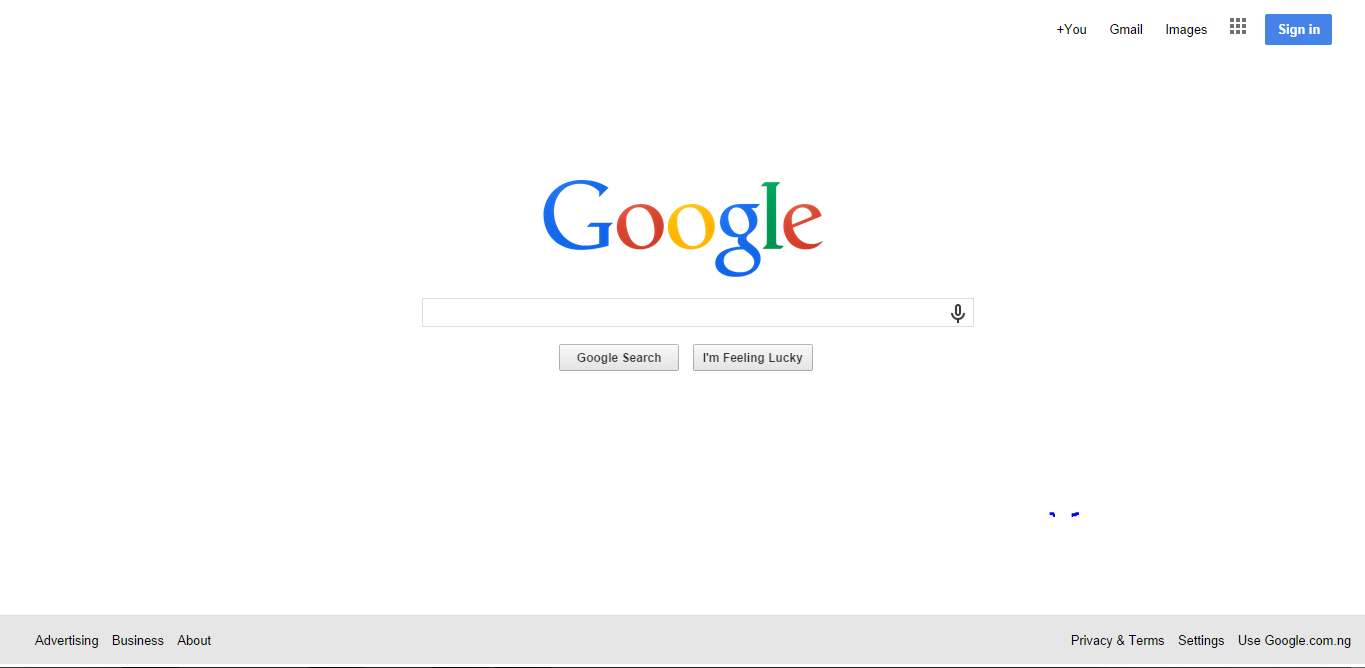 +You Gmail Images Sign in
Google
Google Search I'm Feeling Lucky
Advertising Business About Privacy & Terms Settings Use Google.com.ng